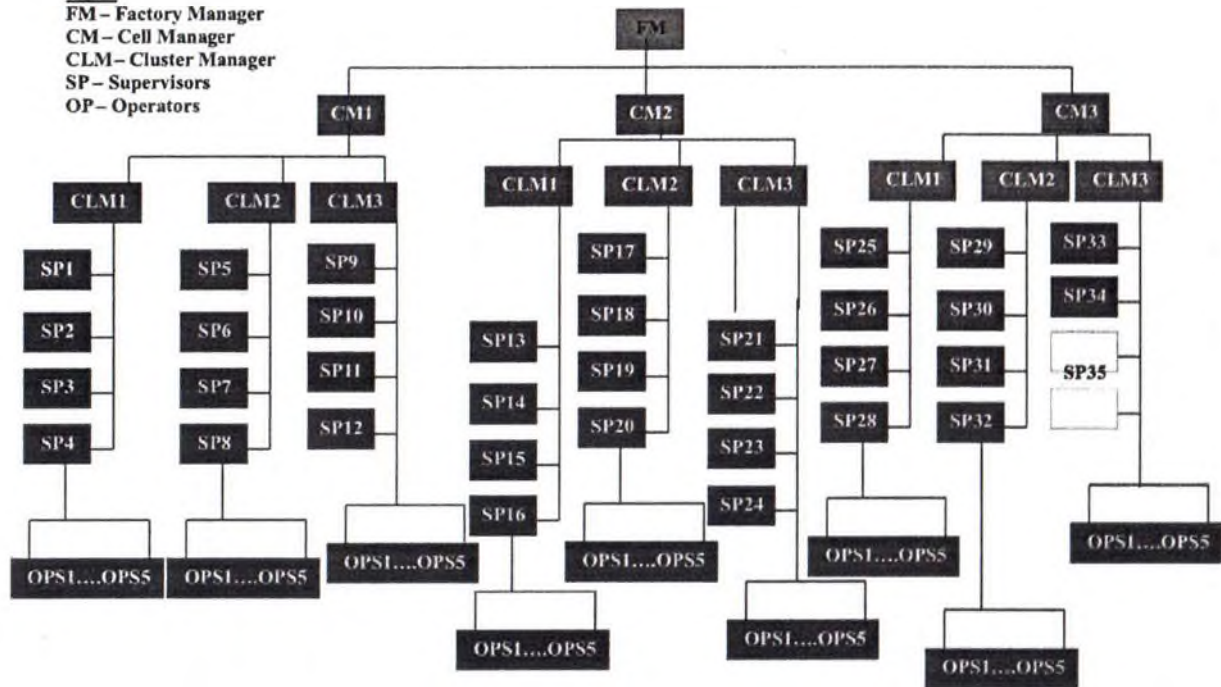 FM – Factory Manager
CM – Cell Manager
CLM – Cluster Manager
SP – Supervisors
OP – Operators
FM
CM1
CM2
CM3
CLM1
CLM2
CLM3
CLM1
CLM2
CLM3
CLM1
CLM2
CLM3
SP1
SP2
SP3
SP4
SP5
SP6
SP7
SP8
SP9
SP10
SP11
SP12
SP13
SP14
SP15
SP16
SP17
SP18
SP19
SP20
SP21
SP22
SP23
SP24
SP25
SP26
SP27
SP28
SP29
SP30
SP31
SP32
SP33
SP34
SP35
OPS1....OPS5
OPS1....OPS5
OPS1....OPS5
OPS1....OPS5
OPS1....OPS5
OPS1....OPS5
OPS1....OPS5
OPS1....OPS5
OPS1....OPS5